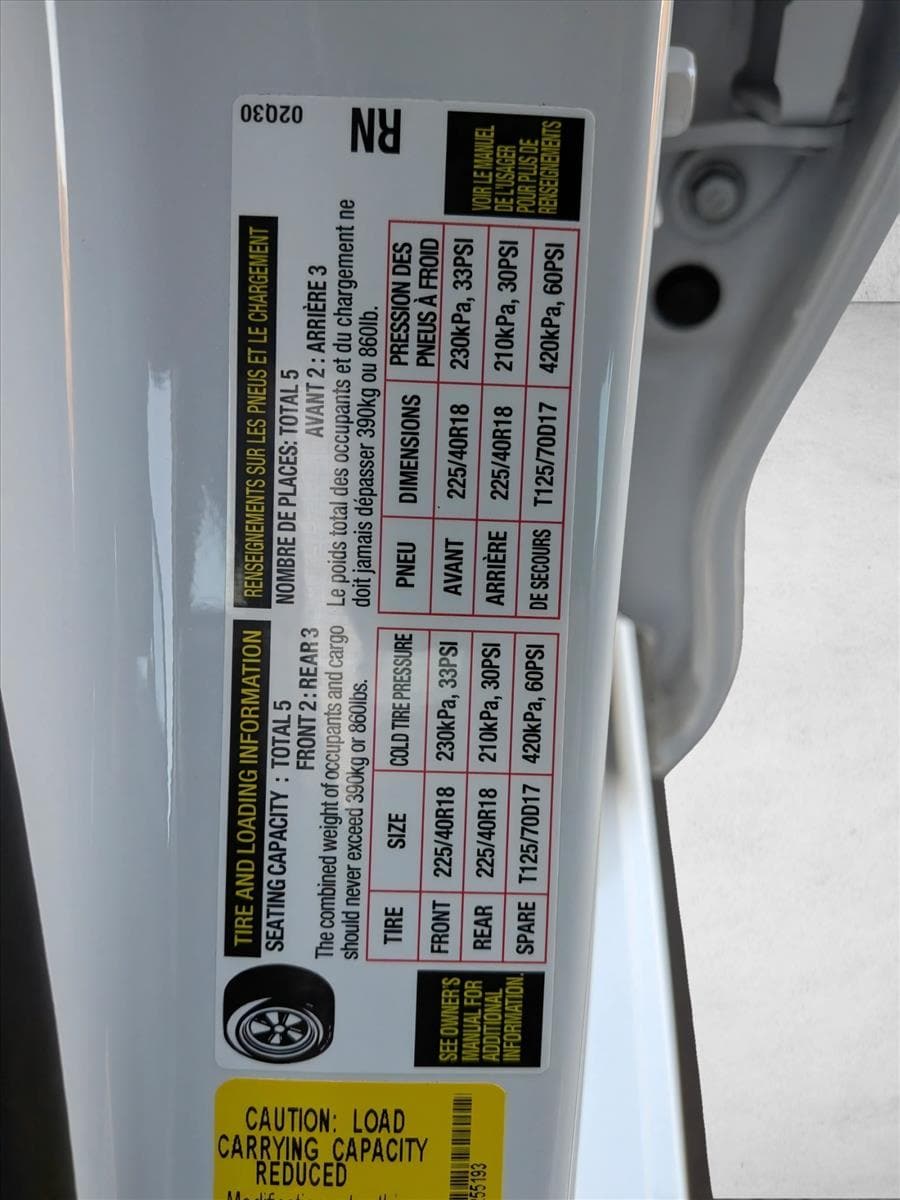 TIRE AND LOADING INFORMATION
SEATING CAPACITY : TOTAL 5
FRONT 2 : REAR 3
The combined weight of occupants and cargo
should never exceed 390kg or 860lbs.
TIRE SIZE COLD TIRE PRESSURE
FRONT 225/40R18 230kPa, 33PSI
REAR 225/40R18 210kPa, 30PSI
SPARE T125/70D17 420kPa, 60PSI
SEE OWNER'S
MANUAL FOR
ADDITIONAL
INFORMATION.
RENSEIGNEMENTS SUR LES PNEUS ET LE CHARGEMENT
NOMBRE DE PLACES: TOTAL 5
AVANT 2 : ARRIÈRE 3
Le poids total des occupants et du chargement ne
doit jamais dépasser 390kg ou 860lb.
PNEU DIMENSIONS PRESSION DES
PNEUS À FROID
AVANT 225/40R18 230kPa, 33PSI
ARRIÈRE 225/40R18 210kPa, 30PSI
DE SECOURS T125/70D17 420kPa, 60PSI
VOIR LE MANUEL
DE L'USAGER
POUR PLUS DE
RENSEIGNEMENTS
02Q30
RN
CAUTION: LOAD
CARRYING CAPACITY
REDUCED
55193